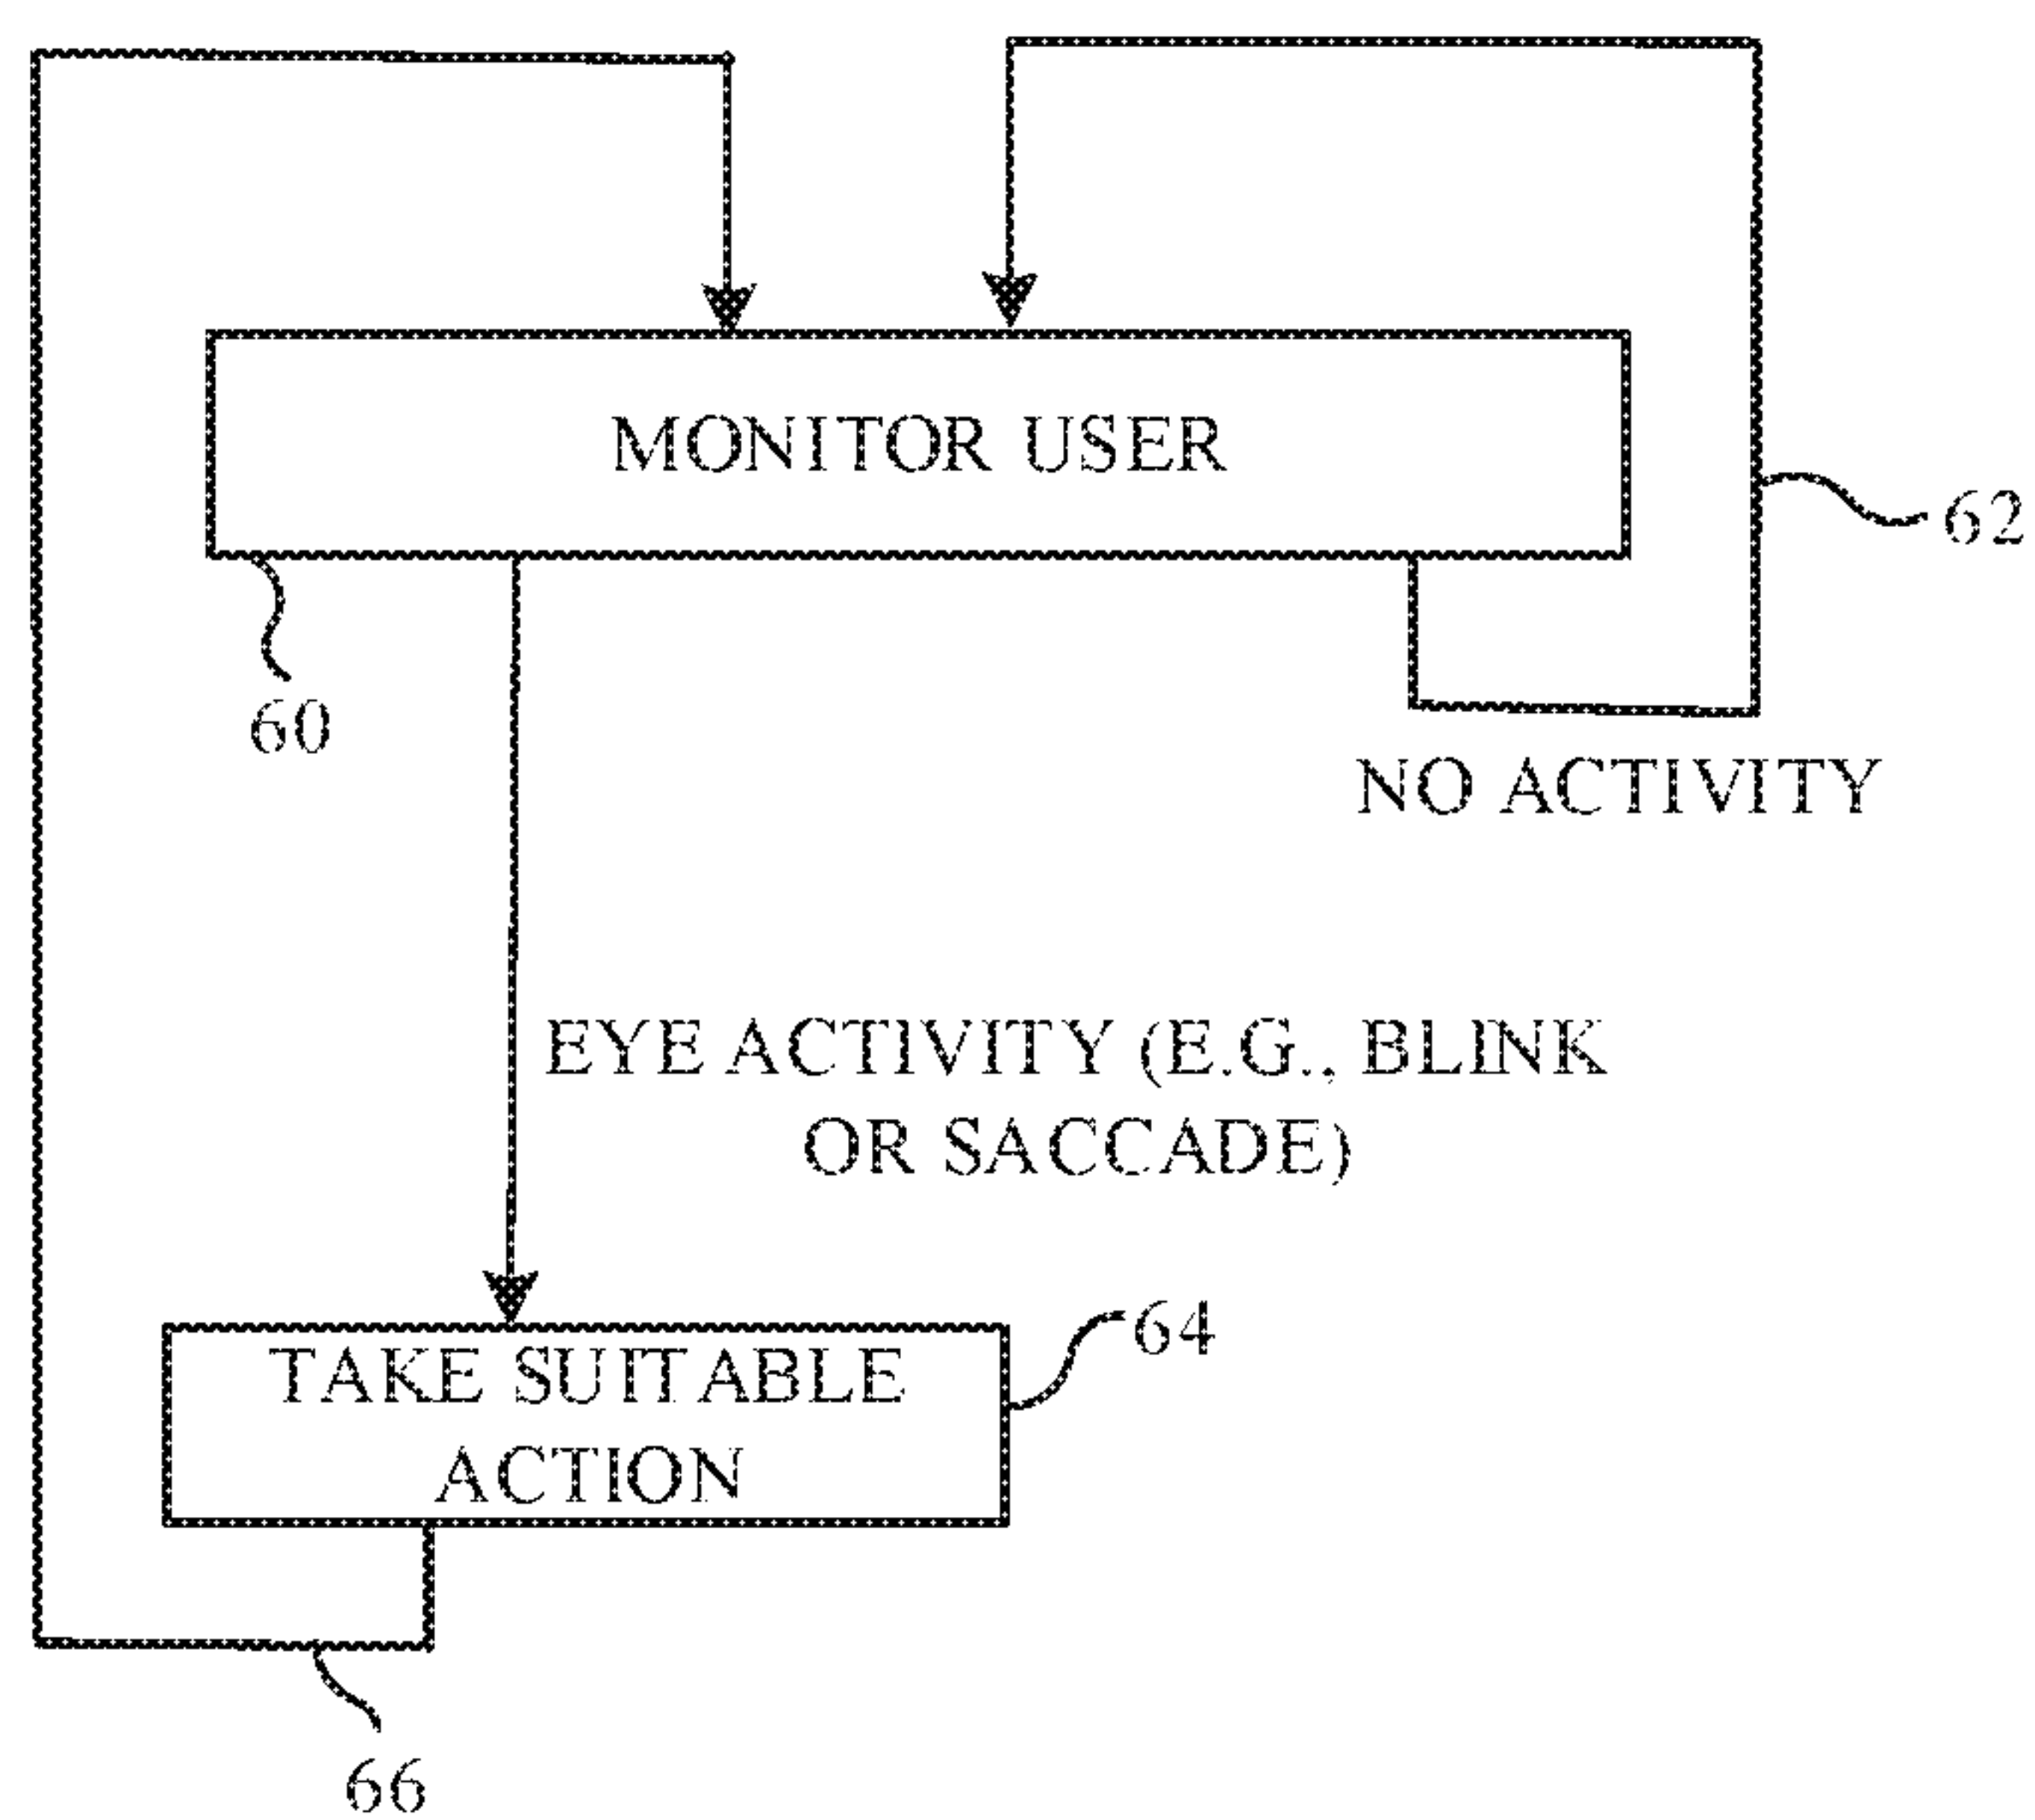 MONITOR USER
62
60
NO ACTIVITY
EYE ACTIVITY (E.G., BLINK
OR SACCADE)
64
TAKE SUITABLE
ACTION
66